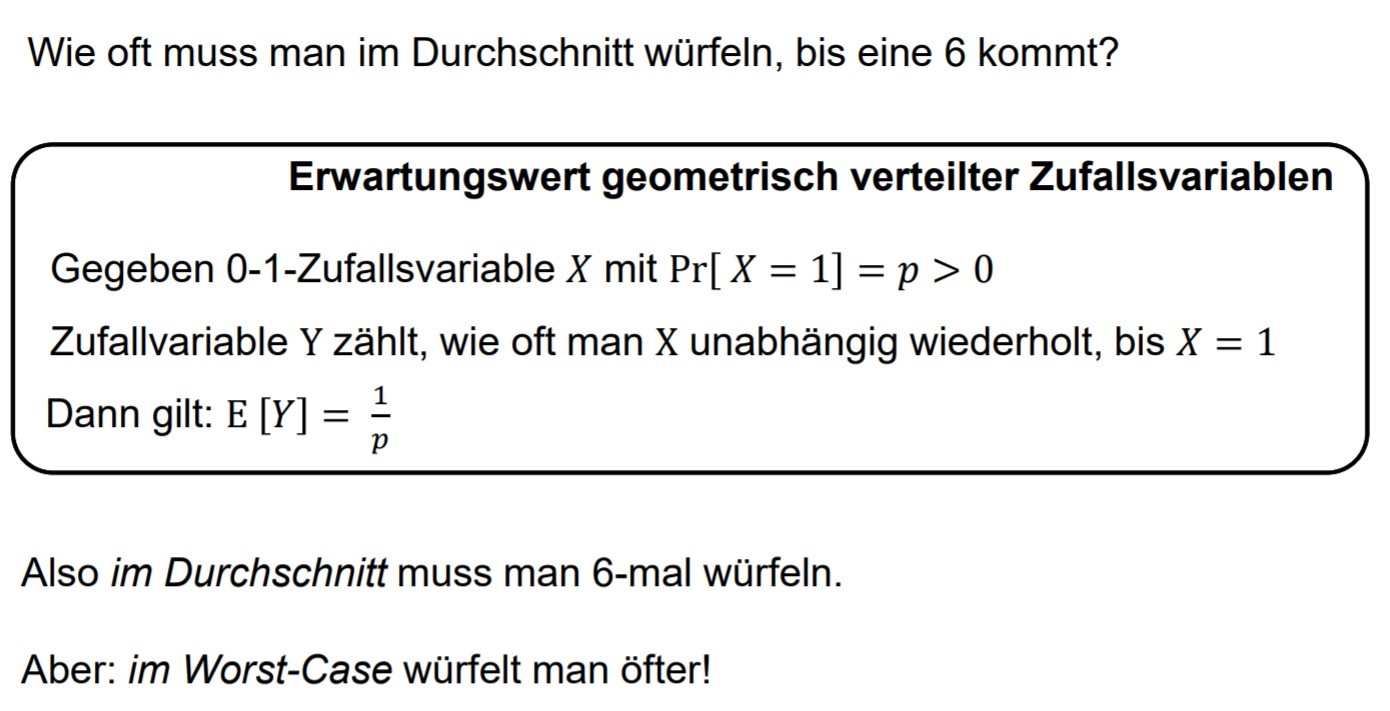 Wie oft muss man im Durchschnitt würfeln, bis eine 6 kommt?
Erwartungswert geometrisch verteilter Zufallsvariablen
Gegeben 0-1-Zufallsvariable X mit Pr[ X = 1] = p > 0
Zufallvariable Y zählt, wie oft man X unabhängig wiederholt, bis X = 1
Dann gilt: E [Y] = 1/p
Also im Durchschnitt muss man 6-mal würfeln.
Aber: im Worst-Case würfelt man öfter!